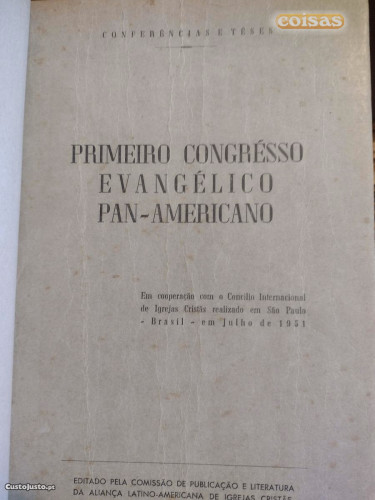 coisas
CONFERÊNCIAS E TÉSES
PRIMEIRO CONGRÉSSO
EVANGÉLICO
PAN-AMERICANO
Em cooperação com o Concílio Internacional
de Igrejas Cristãs realizado em São Paulo
- Brasil - em Julho de 1951
EDITADO PELA COMISSÃO DE PUBLICAÇÃO E LITERATURA
DA ALIANÇA LATINO-AMERICANA DE IGREJAS CRISTÃS
CustoJusto.pt